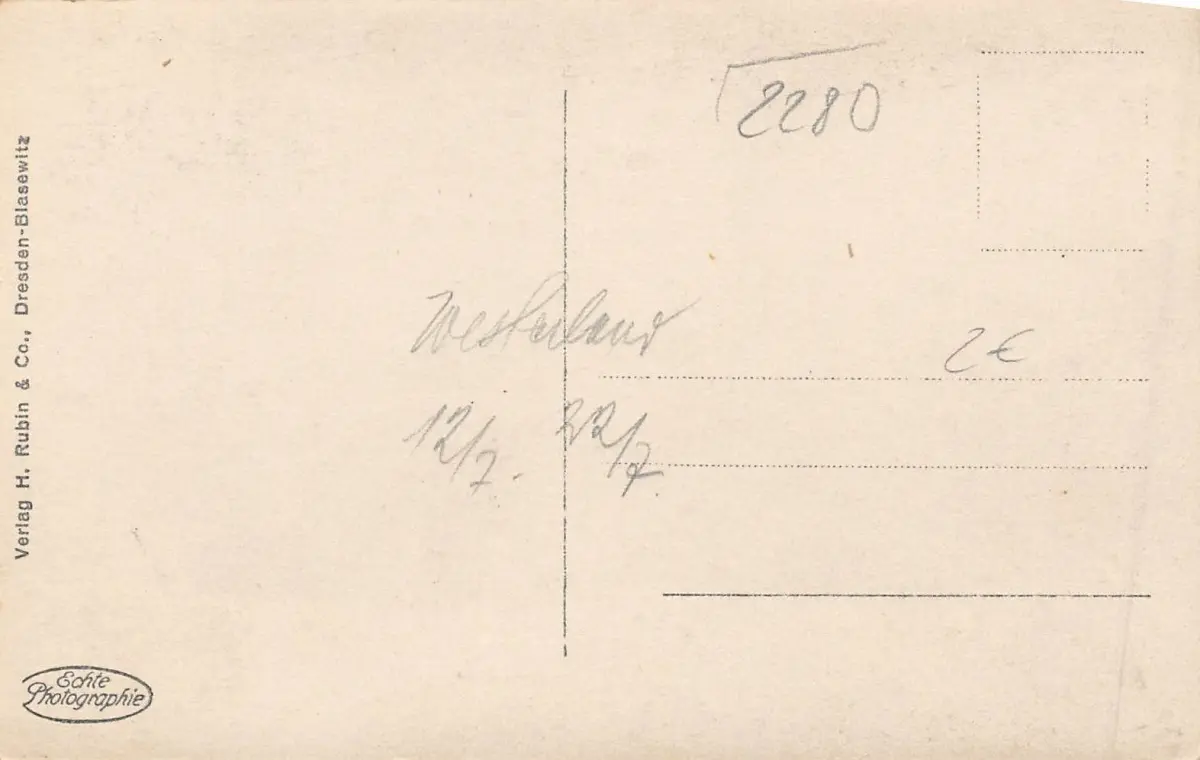 2280
Verlag H. Rubin & Co., Dresden-Blasewitz
Westerland
2 €
12/7. 22/7.
Echte
Photographie